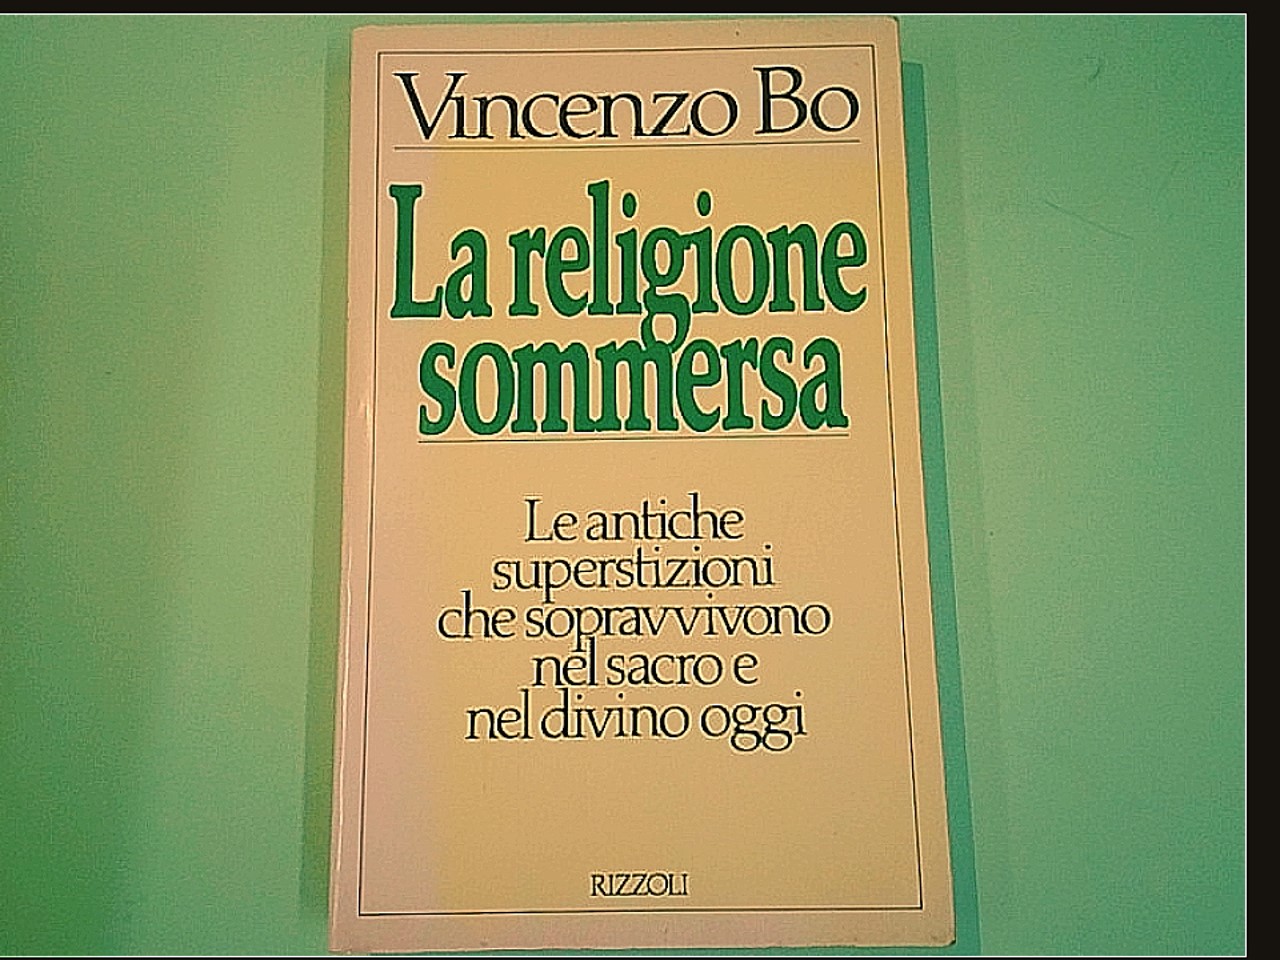 Vincenzo Bo
La religione
sommersa
Le antiche
superstizioni
che sopravvivono
nel sacro e
nel divino oggi
RIZZOLI